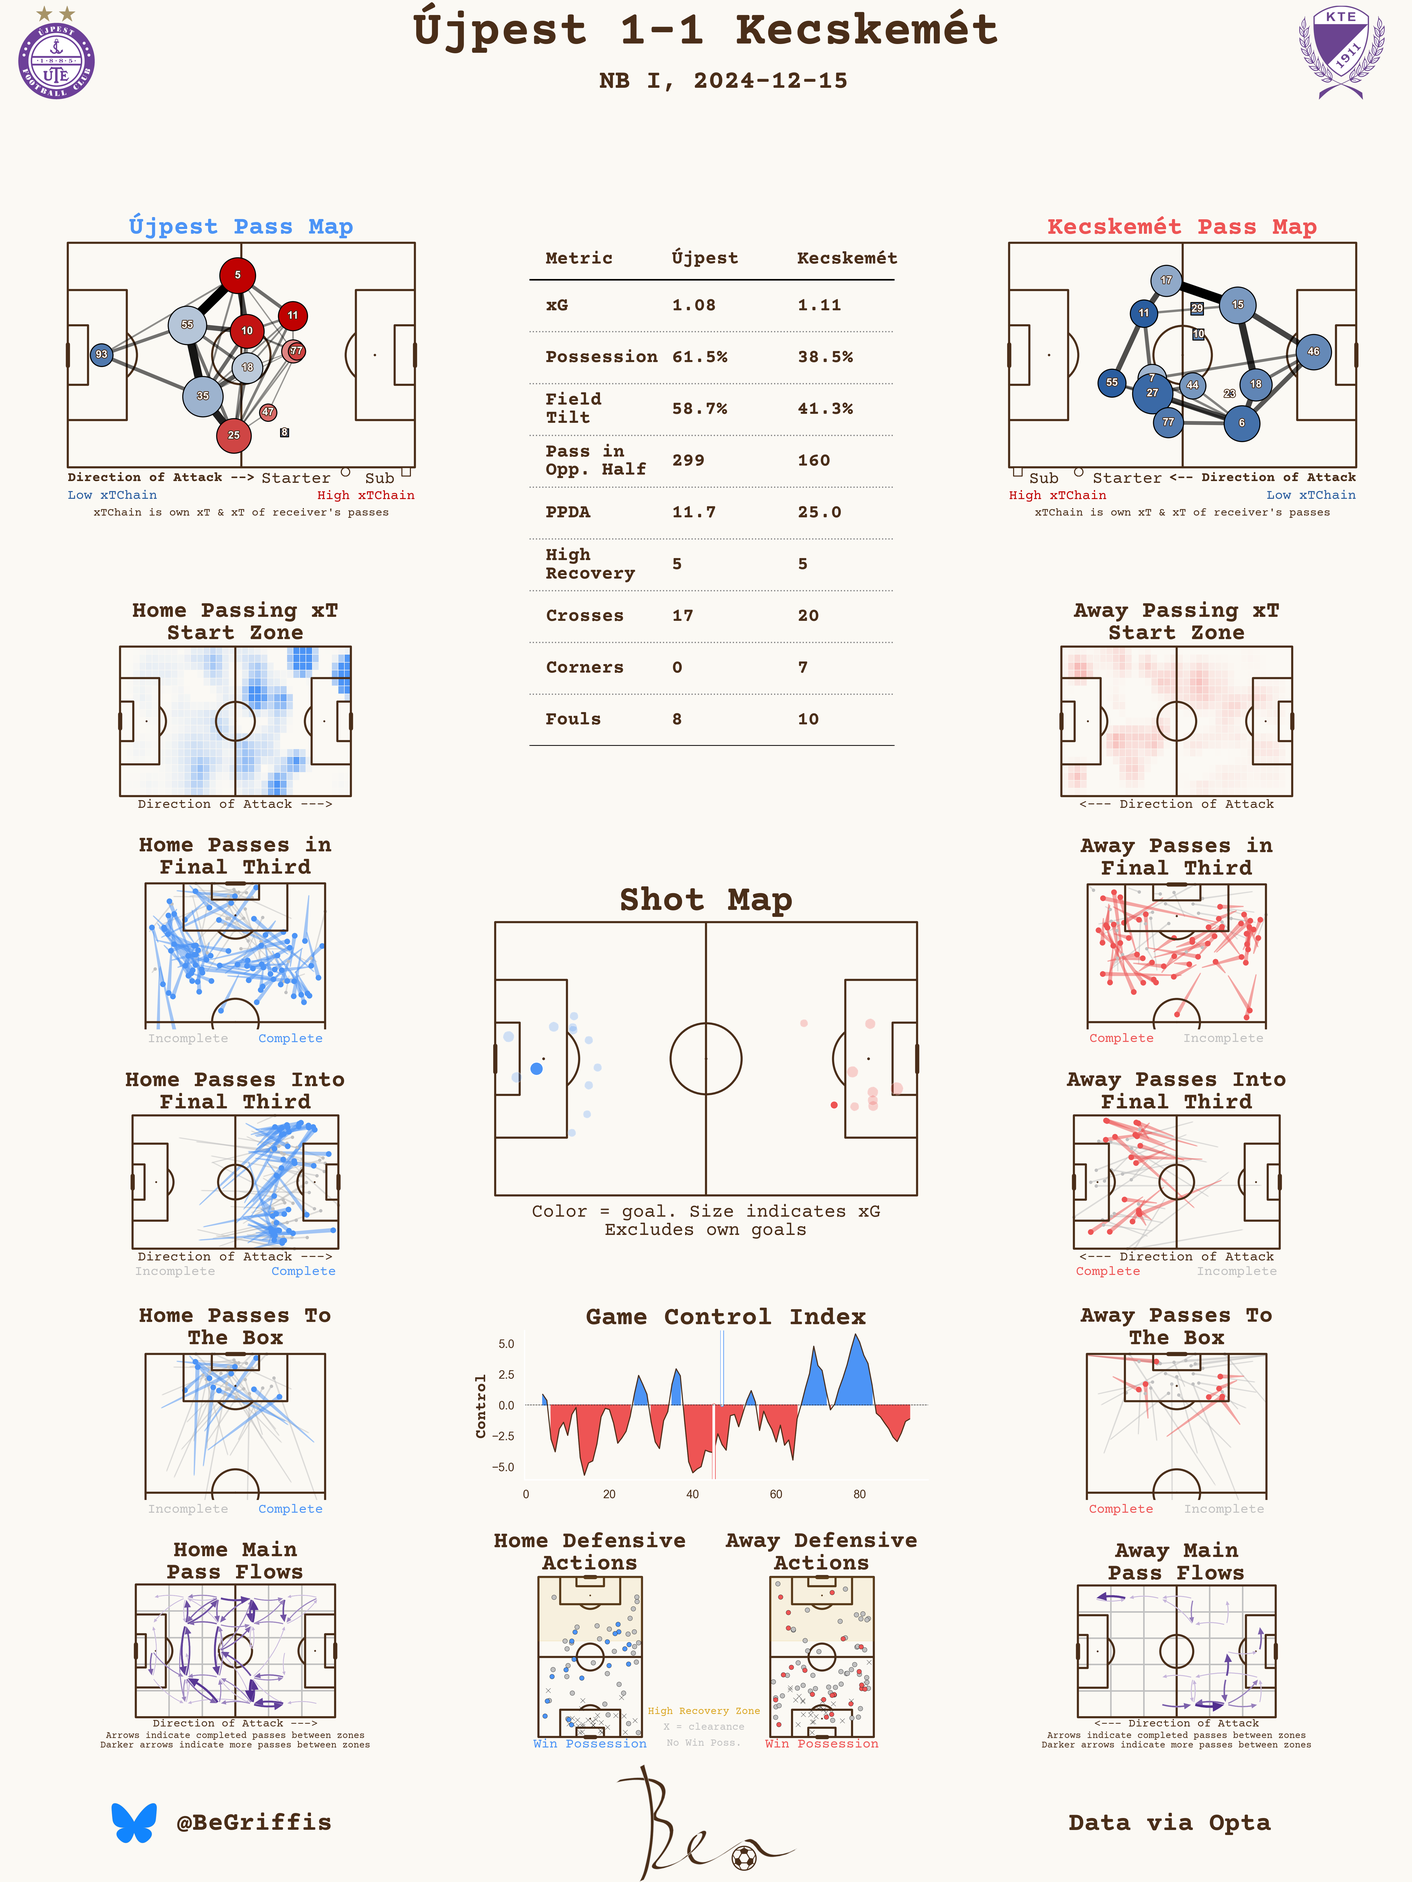 Újpest 1-1 Kecskemét
NB I, 2024-12-15
ÚJPEST
·1·8·8·5·
UTE
FOOTBALL CLUB
KTE
1911
Újpest Pass Map
5
55
11
10
93
77
18
35
47
25
8
Direction of Attack --> Starter Sub
Low xTChain High xTChain
xTChain is own xT & xT of receiver's passes
Metric Újpest Kecskemét
xG 1.08 1.11
Possession 61.5% 38.5%
Field
Tilt 58.7% 41.3%
Pass in
Opp. Half 299 160
PPDA 11.7 25.0
High
Recovery 5 5
Crosses 17 20
Corners 0 7
Fouls 8 10
Kecskemét Pass Map
17
29
15
11
10
46
7
55
44
18
27
23
77
6
Sub Starter <-- Direction of Attack
High xTChain Low xTChain
xTChain is own xT & xT of receiver's passes
Home Passing xT
Start Zone
Direction of Attack --->
Away Passing xT
Start Zone
<--- Direction of Attack
Home Passes in
Final Third
Incomplete Complete
Away Passes in
Final Third
Complete Incomplete
Shot Map
Color = goal. Size indicates xG
Excludes own goals
Home Passes Into
Final Third
Direction of Attack --->
Incomplete Complete
Away Passes Into
Final Third
<--- Direction of Attack
Complete Incomplete
Home Passes To
The Box
Incomplete Complete
Game Control Index
Control
5.0
2.5
0.0
−2.5
−5.0
0 20 40 60 80
Away Passes To
The Box
Complete Incomplete
Home Main
Pass Flows
Direction of Attack --->
Arrows indicate completed passes between zones
Darker arrows indicate more passes between zones
Home Defensive
Actions
Win Possession
Away Defensive
Actions
Win Possession
High Recovery Zone
X = clearance
No Win Poss.
Away Main
Pass Flows
<--- Direction of Attack
Arrows indicate completed passes between zones
Darker arrows indicate more passes between zones
@BeGriffis
Ben
Data via Opta